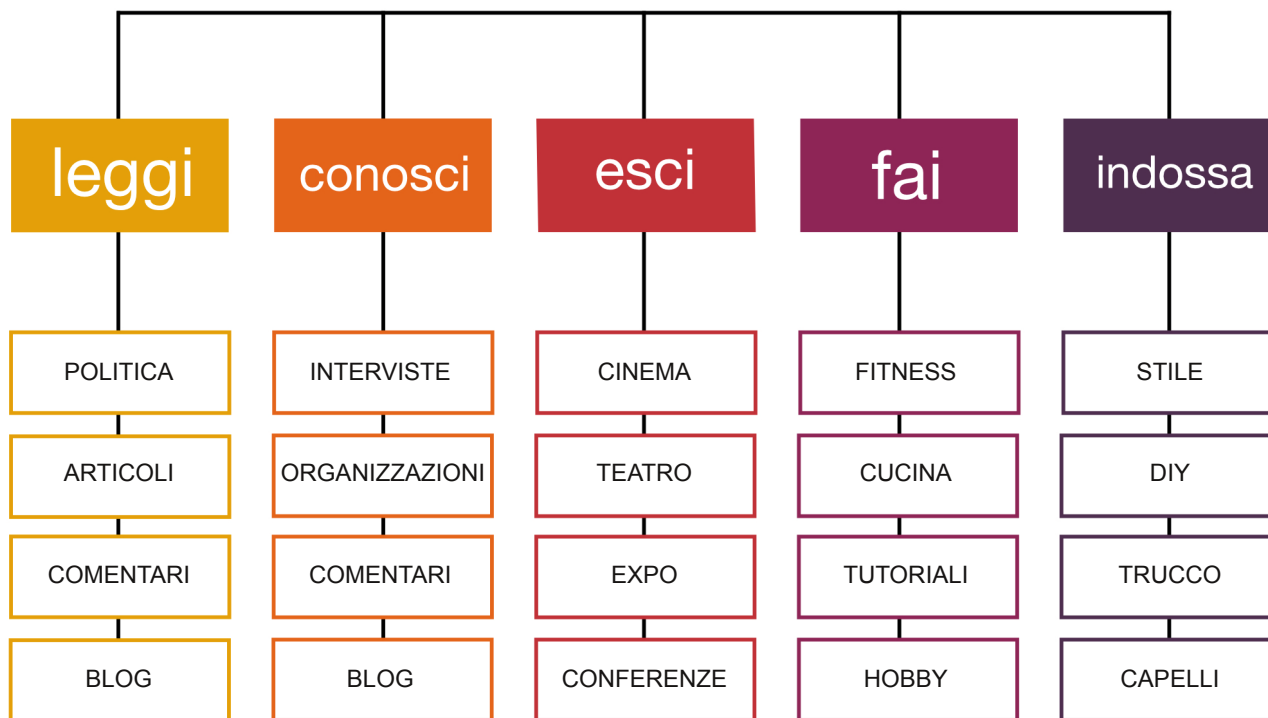 leggi
conosci
esci
fai
indossa
POLITICA
INTERVISTE
CINEMA
FITNESS
STILE
ARTICOLI
ORGANIZZAZIONI
TEATRO
CUCINA
DIY
COMENTARI
COMENTARI
EXPO
TUTORIALI
TRUCCO
BLOG
BLOG
CONFERENZE
HOBBY
CAPELLI